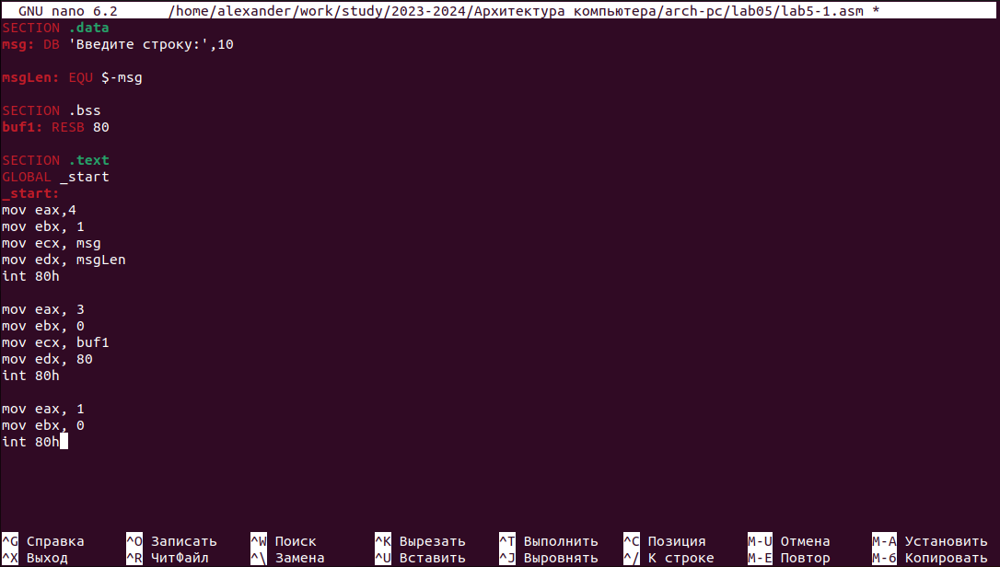 GNU nano 6.2 /home/alexander/work/study/2023-2024/Архитектура компьютера/arch-pc/lab05/lab5-1.asm *
SECTION .data
msg: DB 'Введите строку:',10
msgLen: EQU $-msg
SECTION .bss
buf1: RESB 80
SECTION .text
GLOBAL _start
_start:
mov eax,4
mov ebx, 1
mov ecx, msg
mov edx, msgLen
int 80h
mov eax, 3
mov ebx, 0
mov ecx, buf1
mov edx, 80
int 80h
mov eax, 1
mov ebx, 0
int 80h
^G Справка ^O Записать ^W Поиск ^K Вырезать ^T Выполнить ^C Позиция M-U Отмена M-A Установить
^X Выход ^R ЧитФайл ^\ Замена ^U Вставить ^J Выровнять ^/ К строке M-E Повтор M-6 Копировать